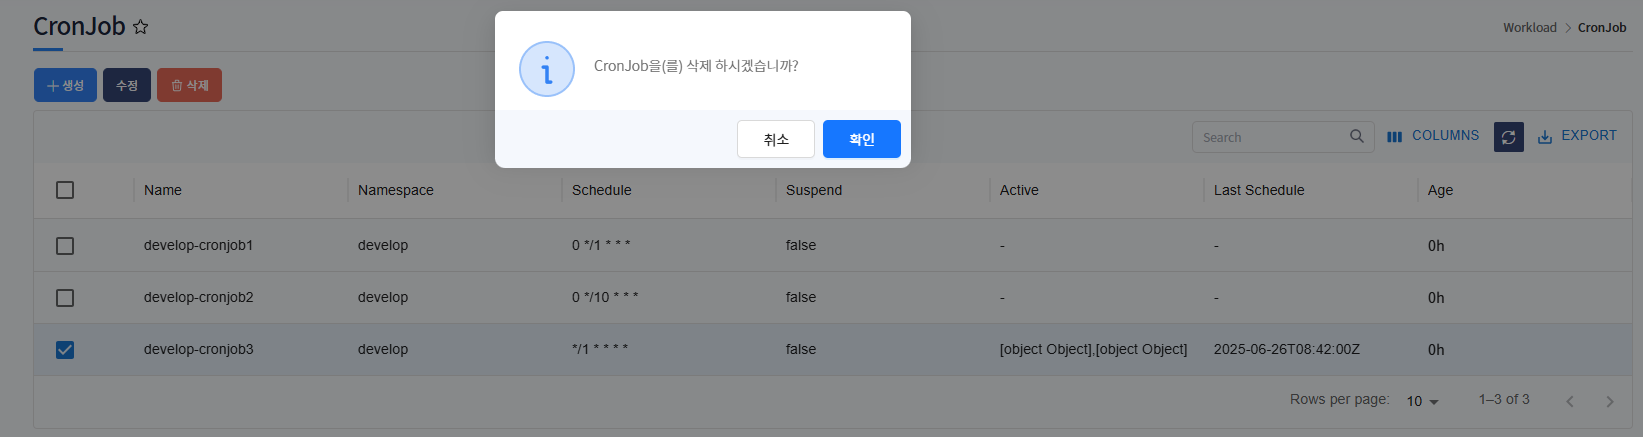 CronJob
Workload > CronJob
CronJob을(를) 삭제 하시겠습니까?
취소 확인
생성 수정 삭제
Search COLUMNS EXPORT
Name Namespace Schedule Suspend Active Last Schedule Age
develop-cronjob1 develop 0 */1 * * * false - - 0h
develop-cronjob2 develop 0 */10 * * * false - - 0h
develop-cronjob3 develop */1 * * * * false [object Object],[object Object] 2025-06-26T08:42:00Z 0h
Rows per page: 10 1–3 of 3